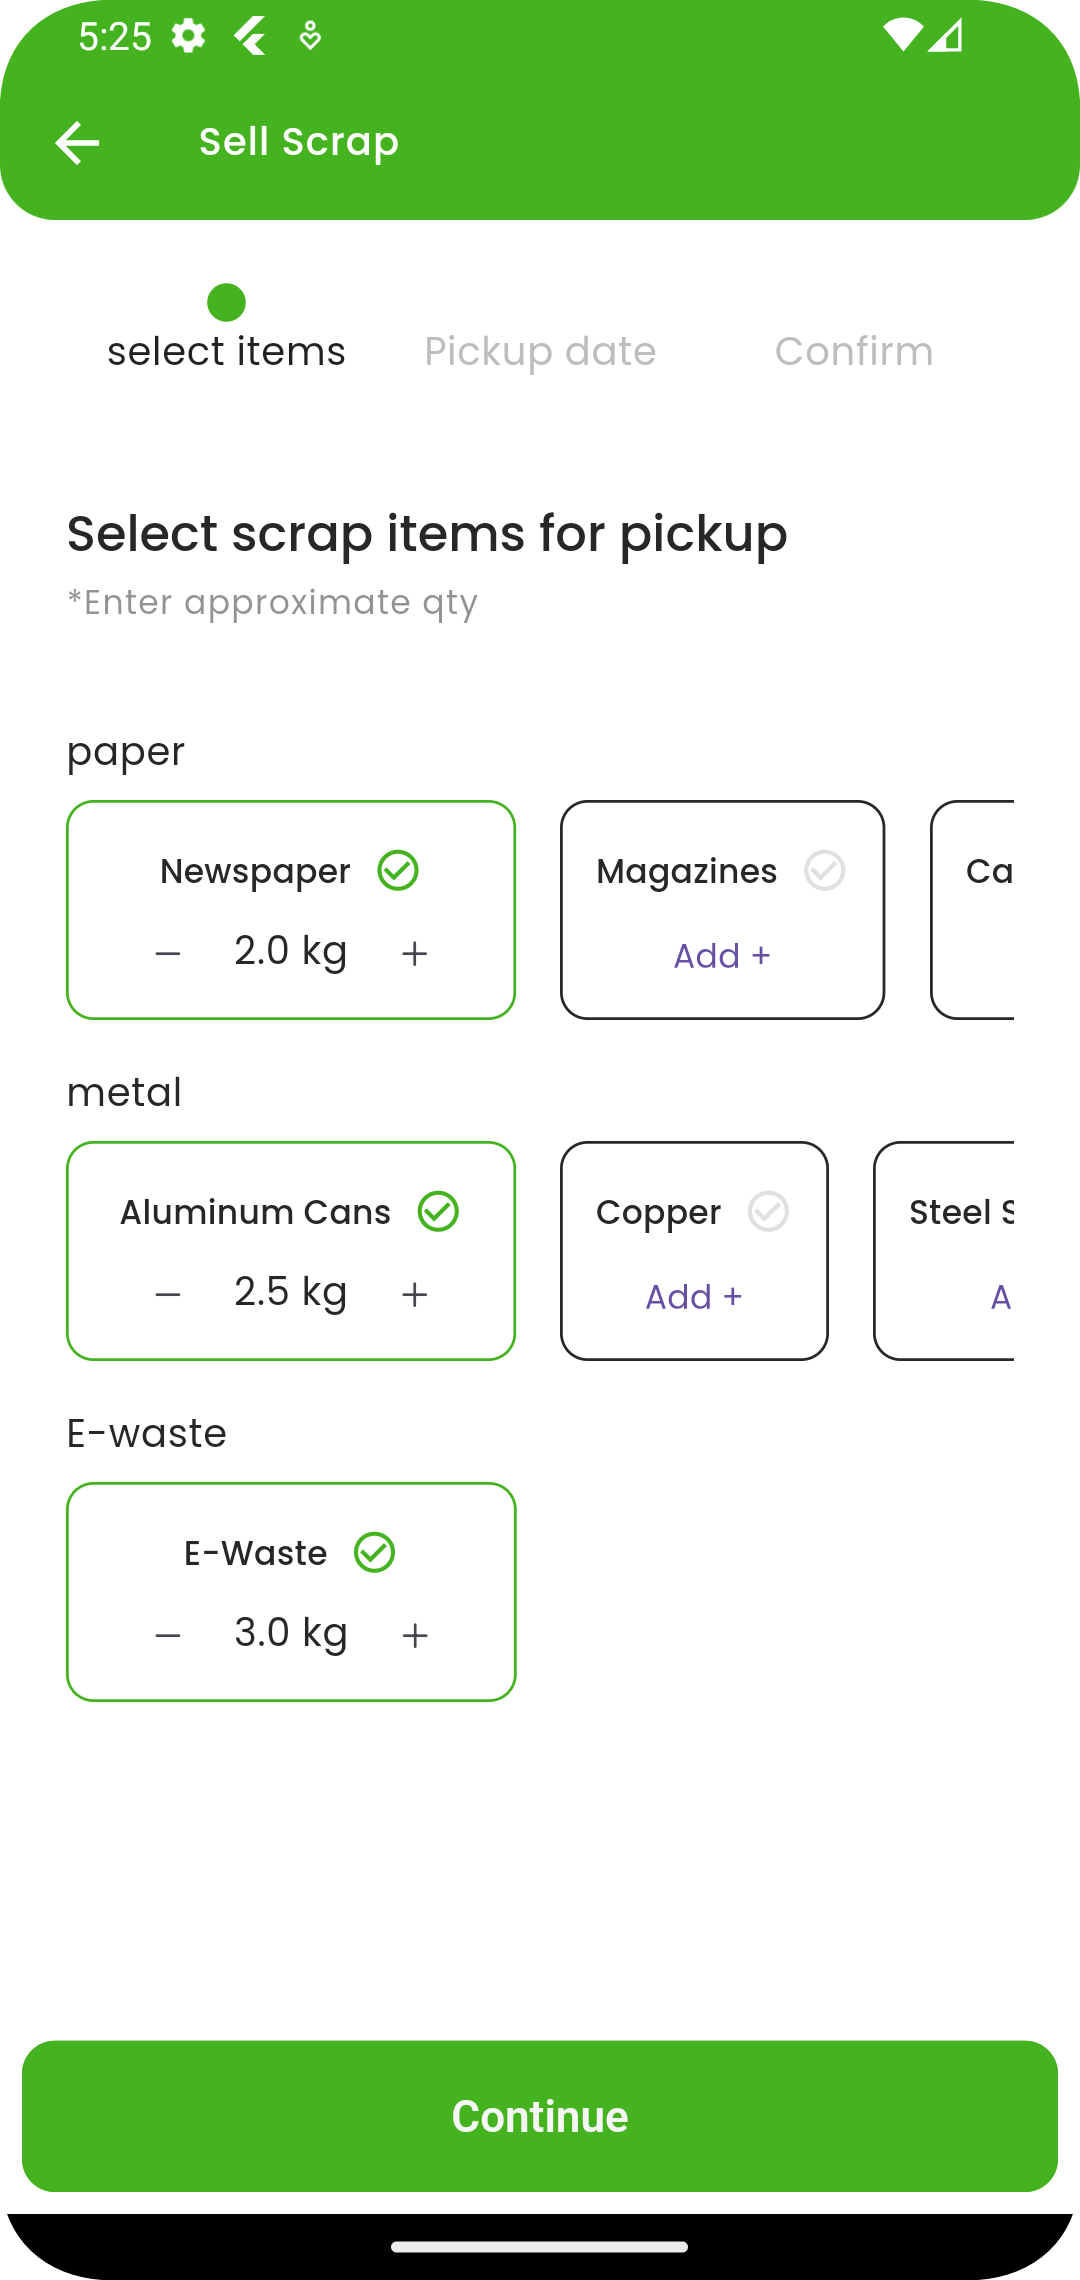 5:25
Sell Scrap
select items Pickup date Confirm
Select scrap items for pickup
*Enter approximate qty
paper
Newspaper Magazines Ca
– 2.0 kg + Add +
metal
Aluminum Cans Copper Steel S
– 2.5 kg + Add + A
E-waste
E-Waste
– 3.0 kg +
Continue